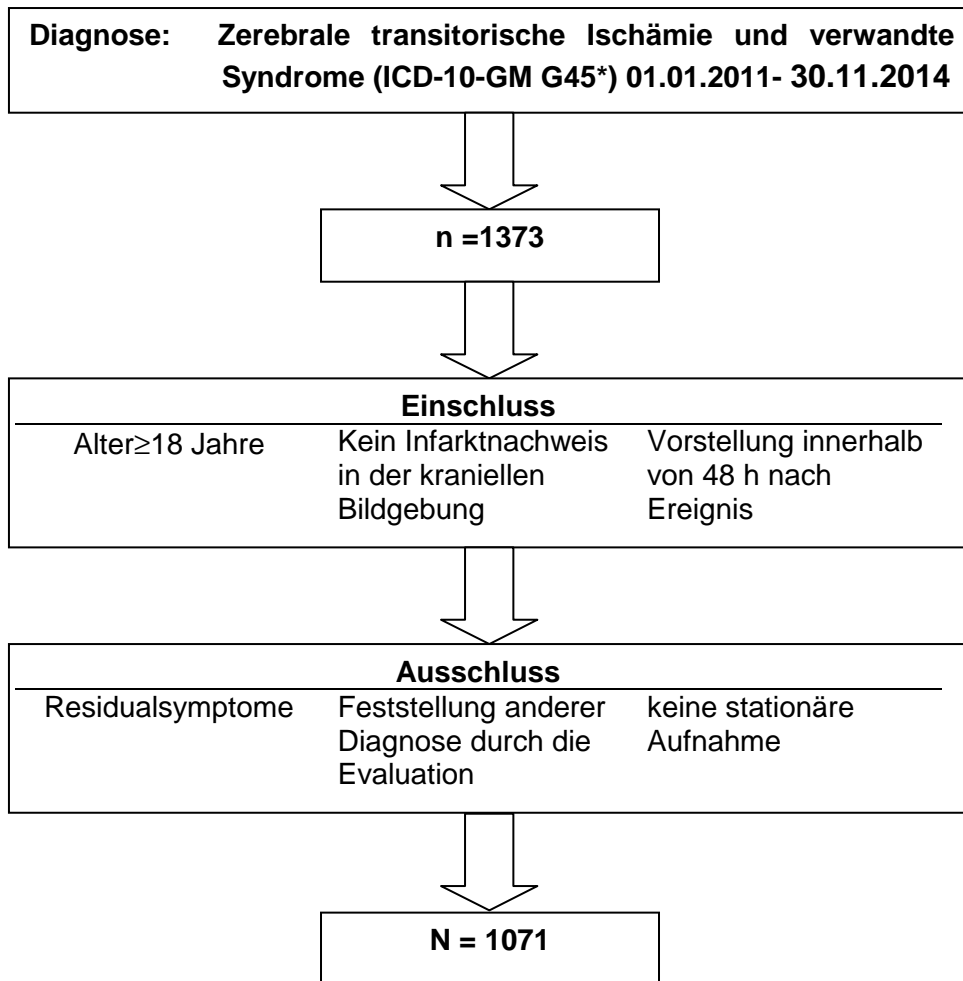 Diagnose: Zerebrale transitorische Ischämie und verwandte
Syndrome (ICD-10-GM G45*) 01.01.2011- 30.11.2014
n =1373
Einschluss
Alter≥18 Jahre
Kein Infarktnachweis
in der kraniellen
Bildgebung
Vorstellung innerhalb
von 48 h nach
Ereignis
Ausschluss
Residualsymptome
Feststellung anderer
Diagnose durch die
Evaluation
keine stationäre
Aufnahme
N = 1071